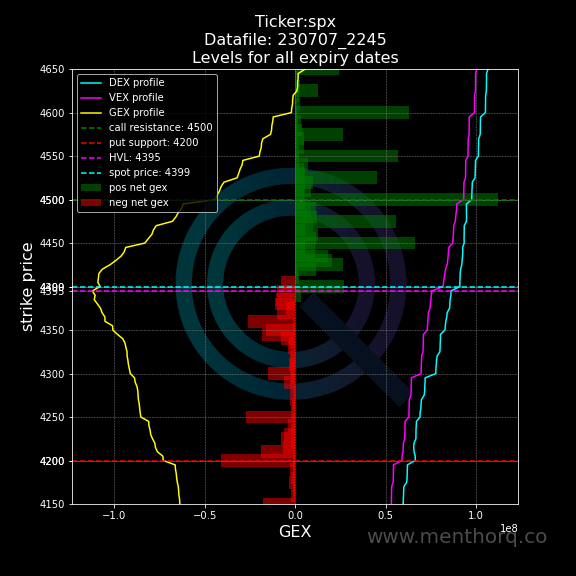 Ticker:spx
Datafile: 230707_2245
Levels for all expiry dates
DEX profile
VEX profile
GEX profile
call resistance: 4500
put support: 4200
HVL: 4395
spot price: 4399
pos net gex
neg net gex
strike price
4650
4600
4550
4500
4450
4350
4300
4250
4200
4150
−1.0
−0.5
0.0
0.5
1.0
1e8
GEX
www.menthorq.co